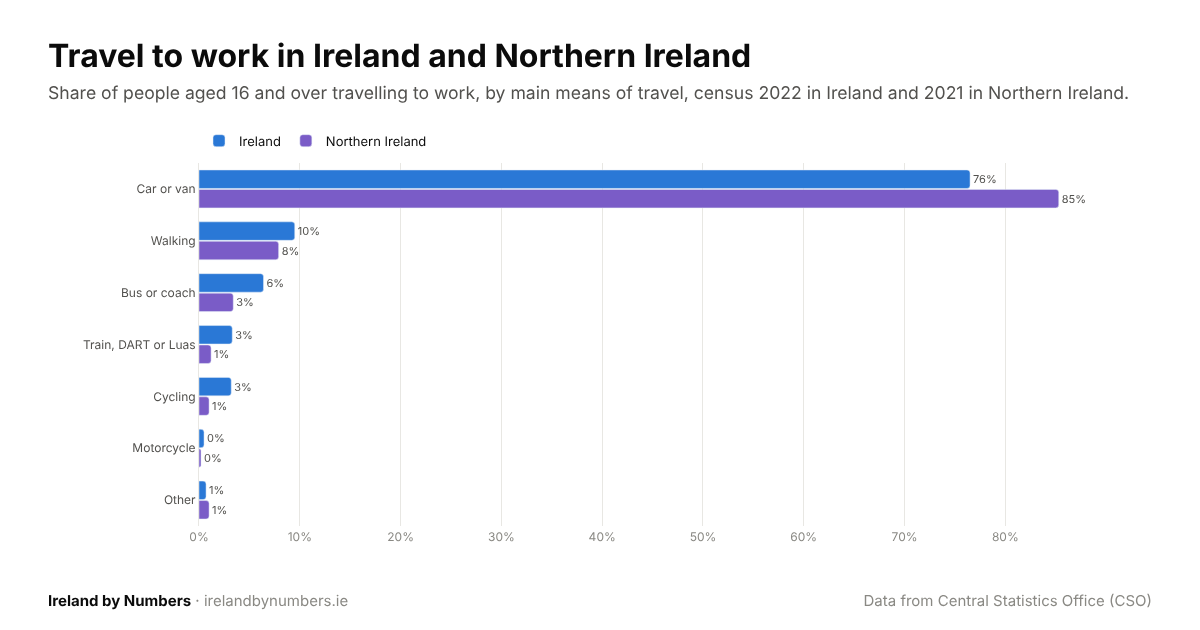 Travel to work in Ireland and Northern Ireland
Share of people aged 16 and over travelling to work, by main means of travel, census 2022 in Ireland and 2021 in Northern Ireland.
Ireland Northern Ireland
Car or van 76%
85%
Walking 10%
8%
Bus or coach 6%
3%
Train, DART or Luas 3%
1%
Cycling 3%
1%
Motorcycle 0%
0%
Other 1%
1%
0% 10% 20% 30% 40% 50% 60% 70% 80%
Ireland by Numbers · irelandbynumbers.ie Data from Central Statistics Office (CSO)